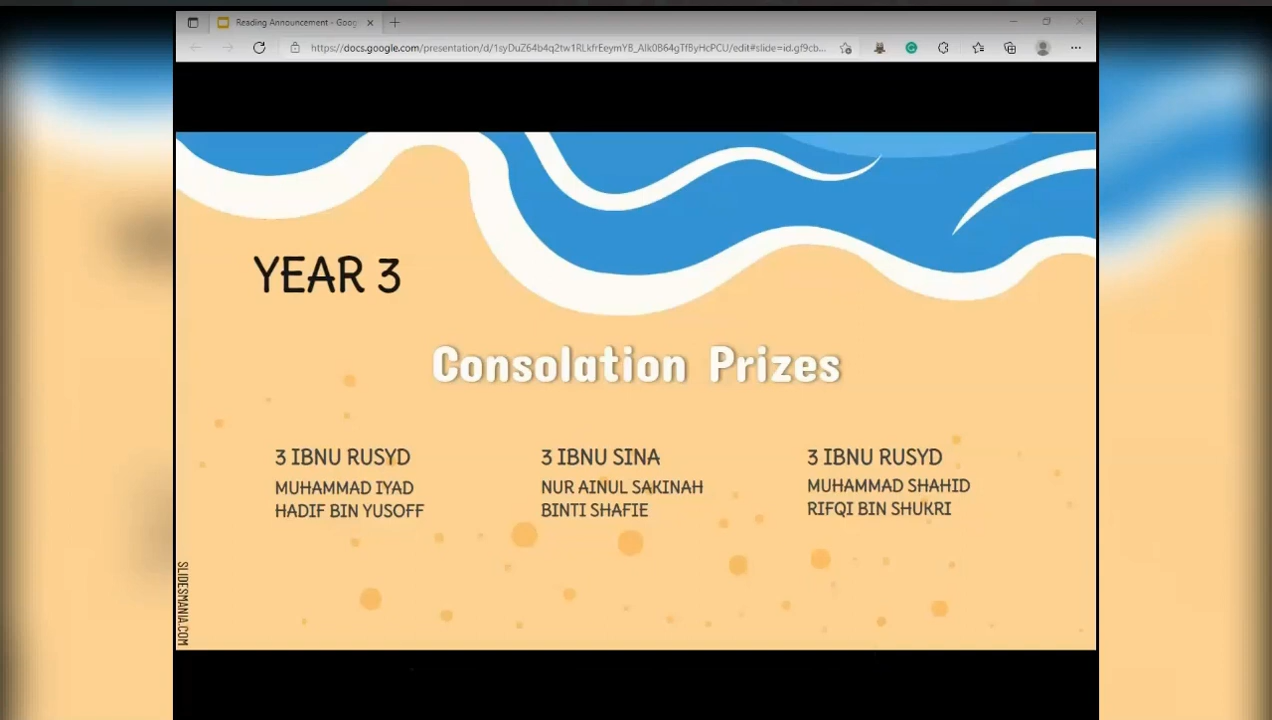 Reading Announcement - Goog
https://docs.google.com/presentation/d/1syDuZ64b4q2tw1RLkfrEeymYB_Alk0B64gTfByHcPCU/edit#slide=id.gf9cb...
YEAR 3
Consolation Prizes
3 IBNU RUSYD
MUHAMMAD IYAD
HADIF BIN YUSOFF
3 IBNU SINA
NUR AINUL SAKINAH
BINTI SHAFIE
3 IBNU RUSYD
MUHAMMAD SHAHID
RIFQI BIN SHUKRI
SLIDESMANIA.COM